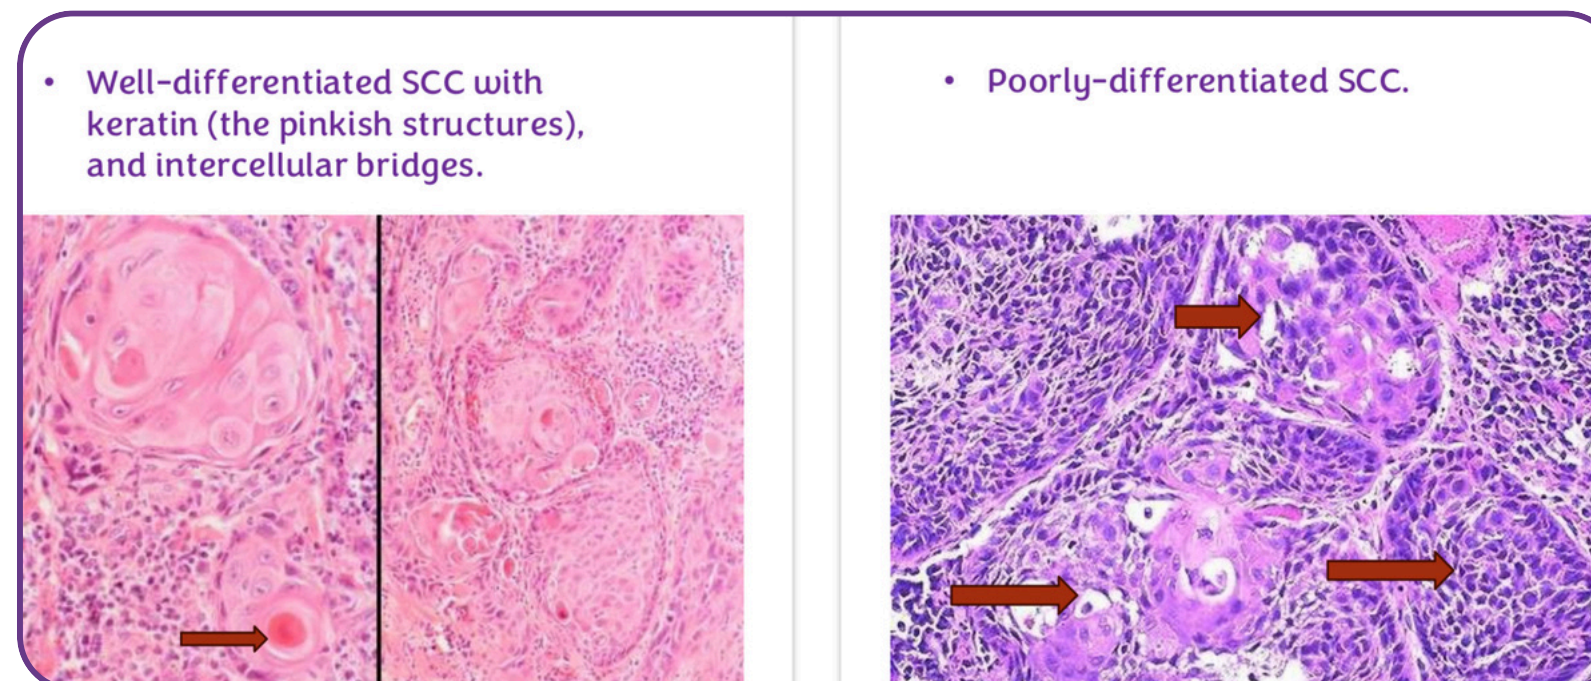 • Well-differentiated SCC with
keratin (the pinkish structures),
and intercellular bridges.
• Poorly-differentiated SCC.